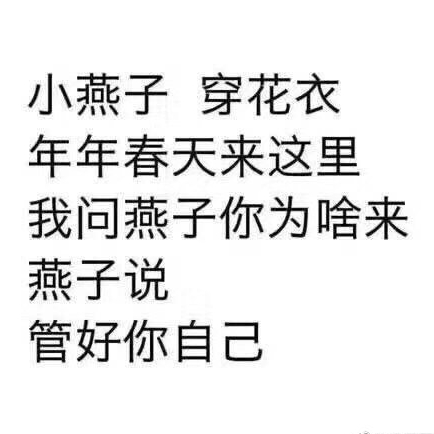 小燕子 穿花衣
年年春天来这里
我问燕子你为啥来
燕子说
管好你自己